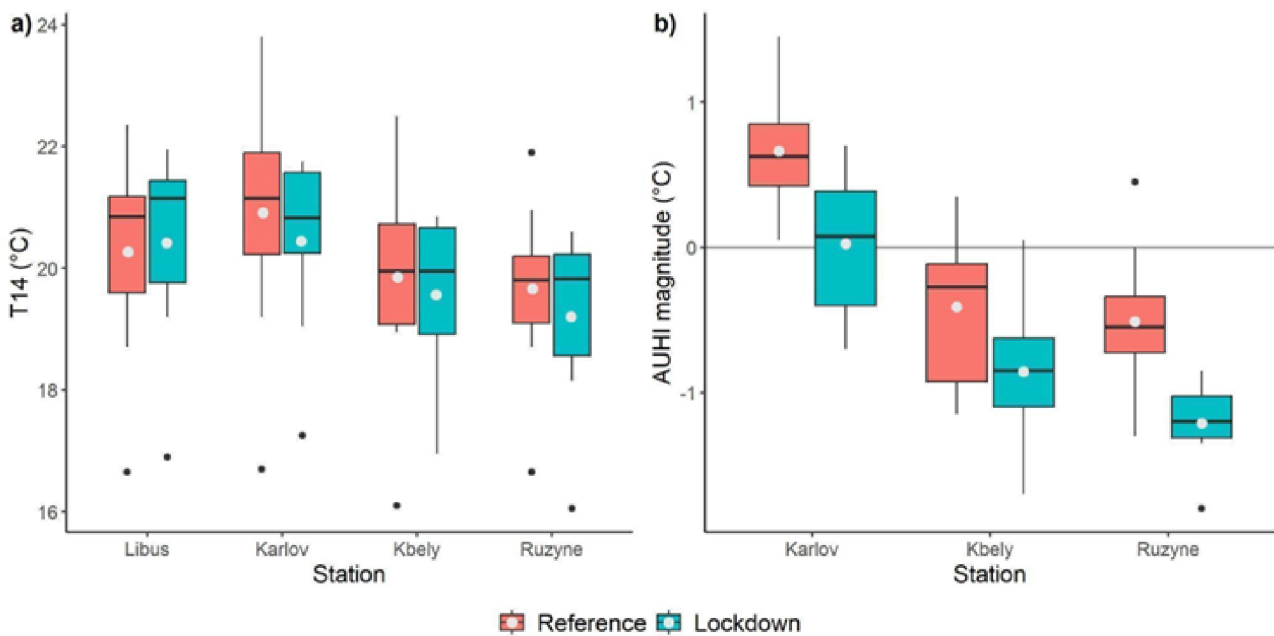 a)
24
22
20
18
16
T14 (°C)
Libus Karlov Kbely Ruzyne
Station
b)
1
0
-1
AUHI magnitude (°C)
Karlov Kbely Ruzyne
Station
Reference Lockdown